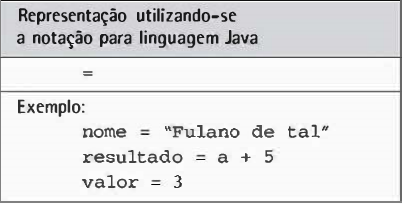 Representação utilizando-se
a notação para linguagem Java
=
Exemplo:
nome = "Fulano de tal"
resultado = a + 5
valor = 3